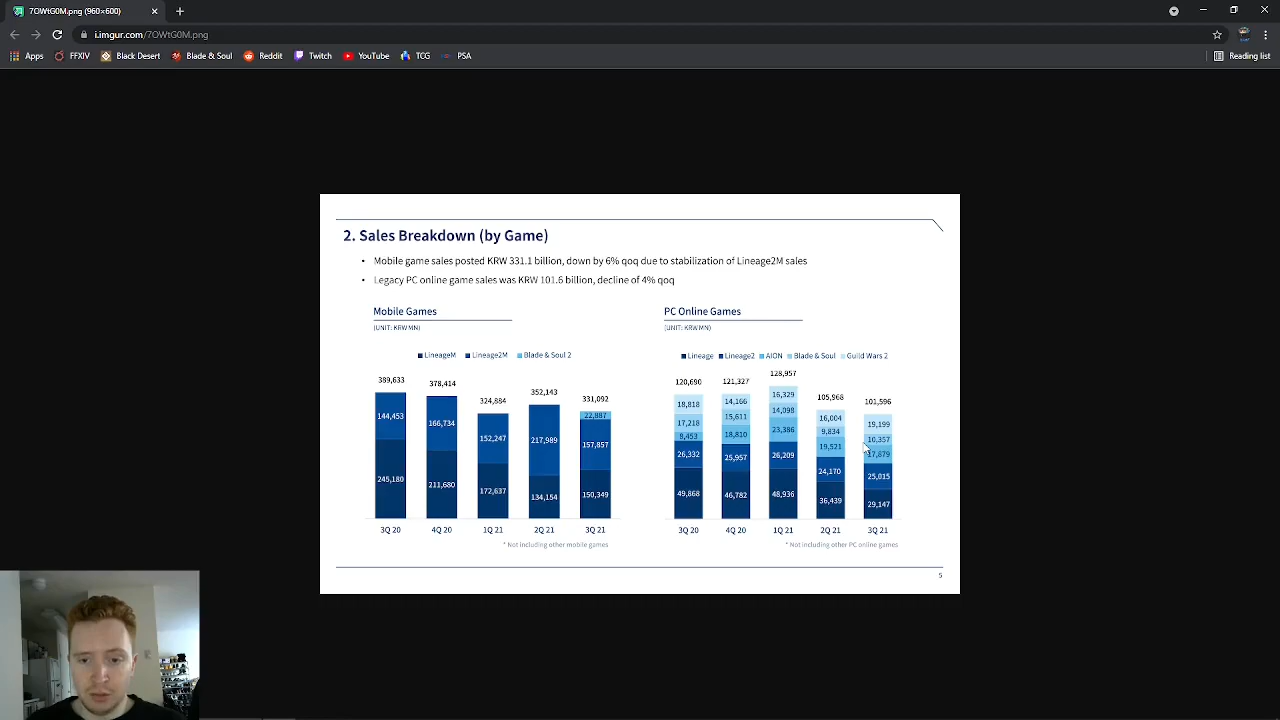 7OWtG0M.png (960×600)
i.imgur.com/7OWtG0M.png
Apps FFXIV Black Desert Blade & Soul Reddit Twitch YouTube TCG PSA Reading list
2. Sales Breakdown (by Game)
• Mobile game sales posted KRW 331.1 billion, down by 6% qoq due to stabilization of Lineage2M sales
• Legacy PC online game sales was KRW 101.6 billion, decline of 4% qoq
Mobile Games
(UNIT: KRW MN)
LineageM Lineage2M Blade & Soul 2
389,633 378,414 324,884 352,143 331,092
22,887
144,453 166,734 152,247 217,989 157,857
245,180 211,680 172,637 134,154 150,349
3Q 20 4Q 20 1Q 21 2Q 21 3Q 21
* Not including other mobile games
PC Online Games
(UNIT: KRW MN)
Lineage Lineage2 AION Blade & Soul Guild Wars 2
120,690 121,327 128,957 105,968 101,596
18,818 14,166 16,329 16,004 19,199
17,218 15,611 14,098 9,834
8,453 18,810 23,386 19,521
26,332 25,957 26,209 24,170 25,015
49,868 46,782 48,936 36,439 29,147
3Q 20 4Q 20 1Q 21 2Q 21 3Q 21
* Not including other PC online games
5